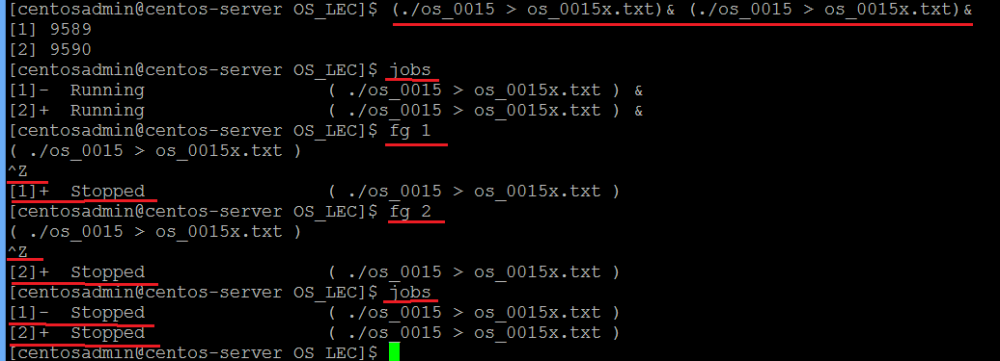 [centosadmin@centos-server OS_LEC]$ (./os_0015 > os_0015x.txt)& (./os_0015 > os_0015x.txt)&
[1] 9589
[2] 9590
[centosadmin@centos-server OS_LEC]$ jobs
[1]-  Running                 ( ./os_0015 > os_0015x.txt ) &
[2]+  Running                 ( ./os_0015 > os_0015x.txt ) &
[centosadmin@centos-server OS_LEC]$ fg 1
( ./os_0015 > os_0015x.txt )
^Z
[1]+  Stopped                 ( ./os_0015 > os_0015x.txt )
[centosadmin@centos-server OS_LEC]$ fg 2
( ./os_0015 > os_0015x.txt )
^Z
[2]+  Stopped                 ( ./os_0015 > os_0015x.txt )
[centosadmin@centos-server OS_LEC]$ jobs
[1]-  Stopped                 ( ./os_0015 > os_0015x.txt )
[2]+  Stopped                 ( ./os_0015 > os_0015x.txt )
[centosadmin@centos-server OS_LEC]$